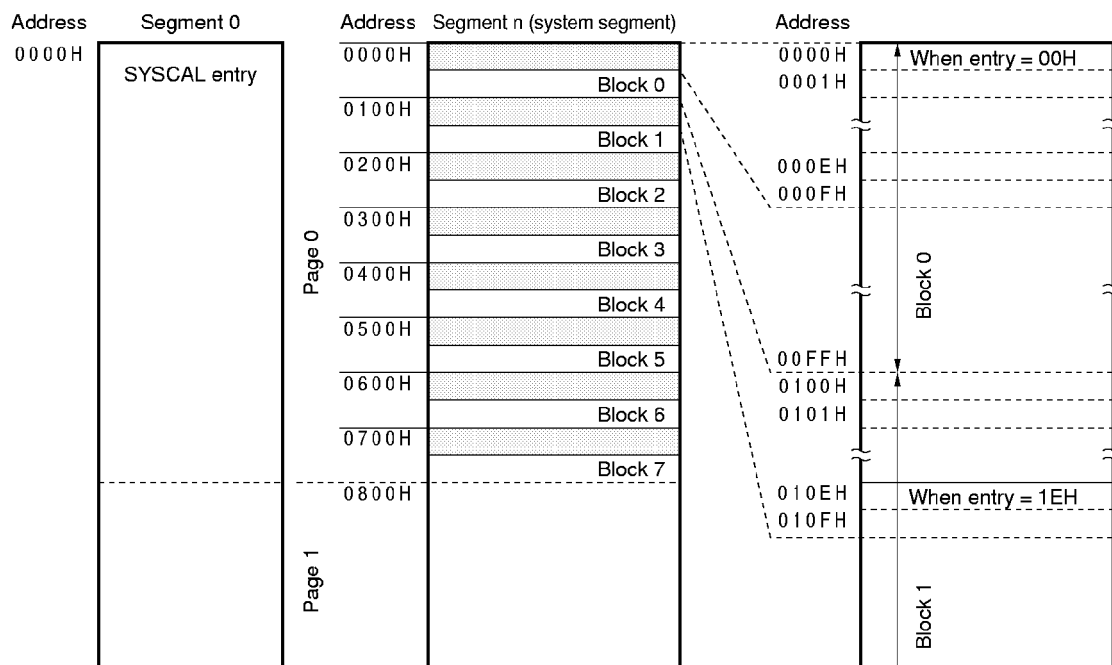 Address Segment 0
0000H
SYSCAL entry
Page 0
Page 1
Address Segment n (system segment)
0000H
Block 0
0100H
Block 1
0200H
Block 2
0300H
Block 3
0400H
Block 4
0500H
Block 5
0600H
Block 6
0700H
Block 7
0800H
Address
0000H When entry = 00H
0001H
000EH
000FH
Block 0
00FFH
0100H
0101H
010EH When entry = 1EH
010FH
Block 1